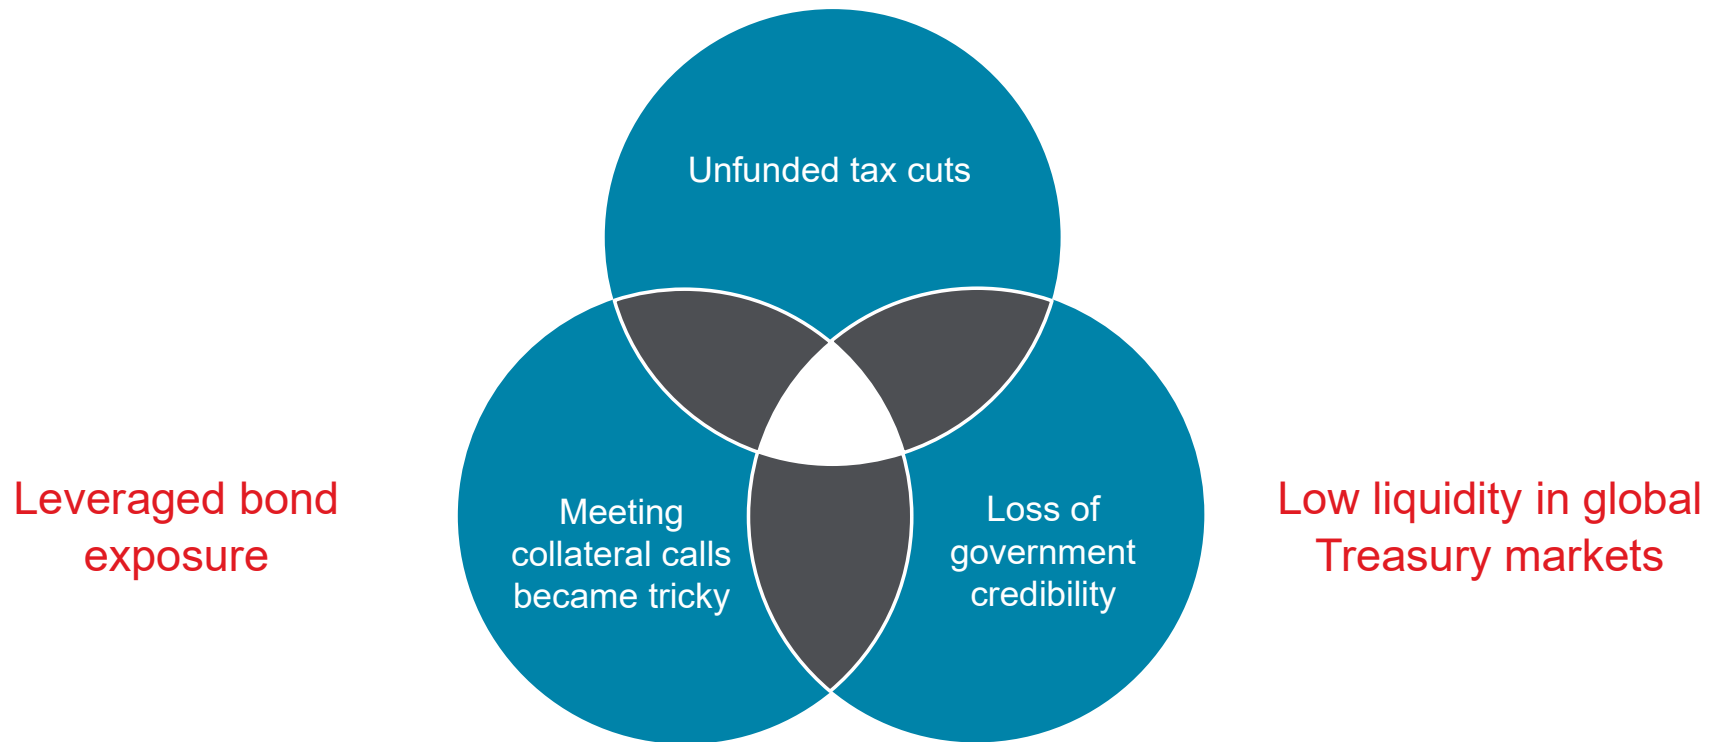 Unfunded tax cuts
Leveraged bond
exposure
Meeting
collateral calls
became tricky
Loss of
government
credibility
Low liquidity in global
Treasury markets